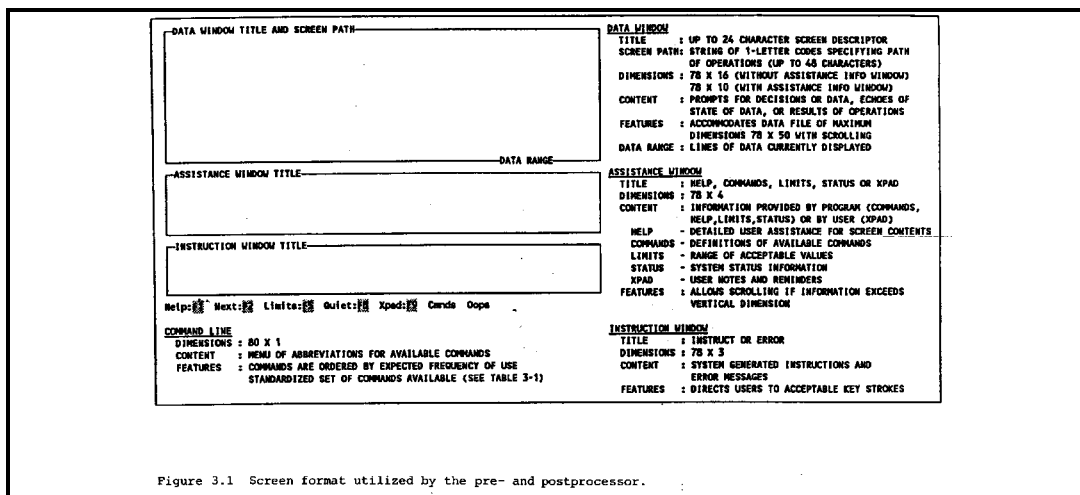 DATA WINDOW TITLE AND SCREEN PATH
DATA RANGE
ASSISTANCE WINDOW TITLE
INSTRUCTION WINDOW TITLE
Help: Next: Limits: Quiet: Xpad: Cmnds Oops
COMMAND LINE
DIMENSIONS : 80 X 1
CONTENT : MENU OF ABBREVIATIONS FOR AVAILABLE COMMANDS
FEATURES : COMMANDS ARE ORDERED BY EXPECTED FREQUENCY OF USE
STANDARDIZED SET OF COMMANDS AVAILABLE (SEE TABLE 3-1)
DATA WINDOW
TITLE : UP TO 24 CHARACTER SCREEN DESCRIPTOR
SCREEN PATH: STRING OF 1-LETTER CODES SPECIFYING PATH
OF OPERATIONS (UP TO 48 CHARACTERS)
DIMENSIONS : 78 X 16 (WITHOUT ASSISTANCE INFO WINDOW)
78 X 10 (WITH ASSISTANCE INFO WINDOW)
CONTENT : PROMPTS FOR DECISIONS OR DATA, ECHOES OF
STATE OF DATA, OR RESULTS OF OPERATIONS
FEATURES : ACCOMMODATES DATA FILE OF MAXIMUM
DIMENSIONS 78 X 50 WITH SCROLLING
DATA RANGE : LINES OF DATA CURRENTLY DISPLAYED
ASSISTANCE WINDOW
TITLE : HELP, COMMANDS, LIMITS, STATUS OR XPAD
DIMENSIONS : 78 X 4
CONTENT : INFORMATION PROVIDED BY PROGRAM (COMMANDS,
HELP,LIMITS,STATUS) OR BY USER (XPAD)
HELP - DETAILED USER ASSISTANCE FOR SCREEN CONTENTS
COMMANDS - DEFINITIONS OF AVAILABLE COMMANDS
LIMITS - RANGE OF ACCEPTABLE VALUES
STATUS - SYSTEM STATUS INFORMATION
XPAD - USER NOTES AND REMINDERS
FEATURES : ALLOWS SCROLLING IF INFORMATION EXCEEDS
VERTICAL DIMENSION
INSTRUCTION WINDOW
TITLE : INSTRUCT OR ERROR
DIMENSIONS : 78 X 3
CONTENT : SYSTEM GENERATED INSTRUCTIONS AND
ERROR MESSAGES
FEATURES : DIRECTS USERS TO ACCEPTABLE KEY STROKES
Figure 3.1 Screen format utilized by the pre- and postprocessor.